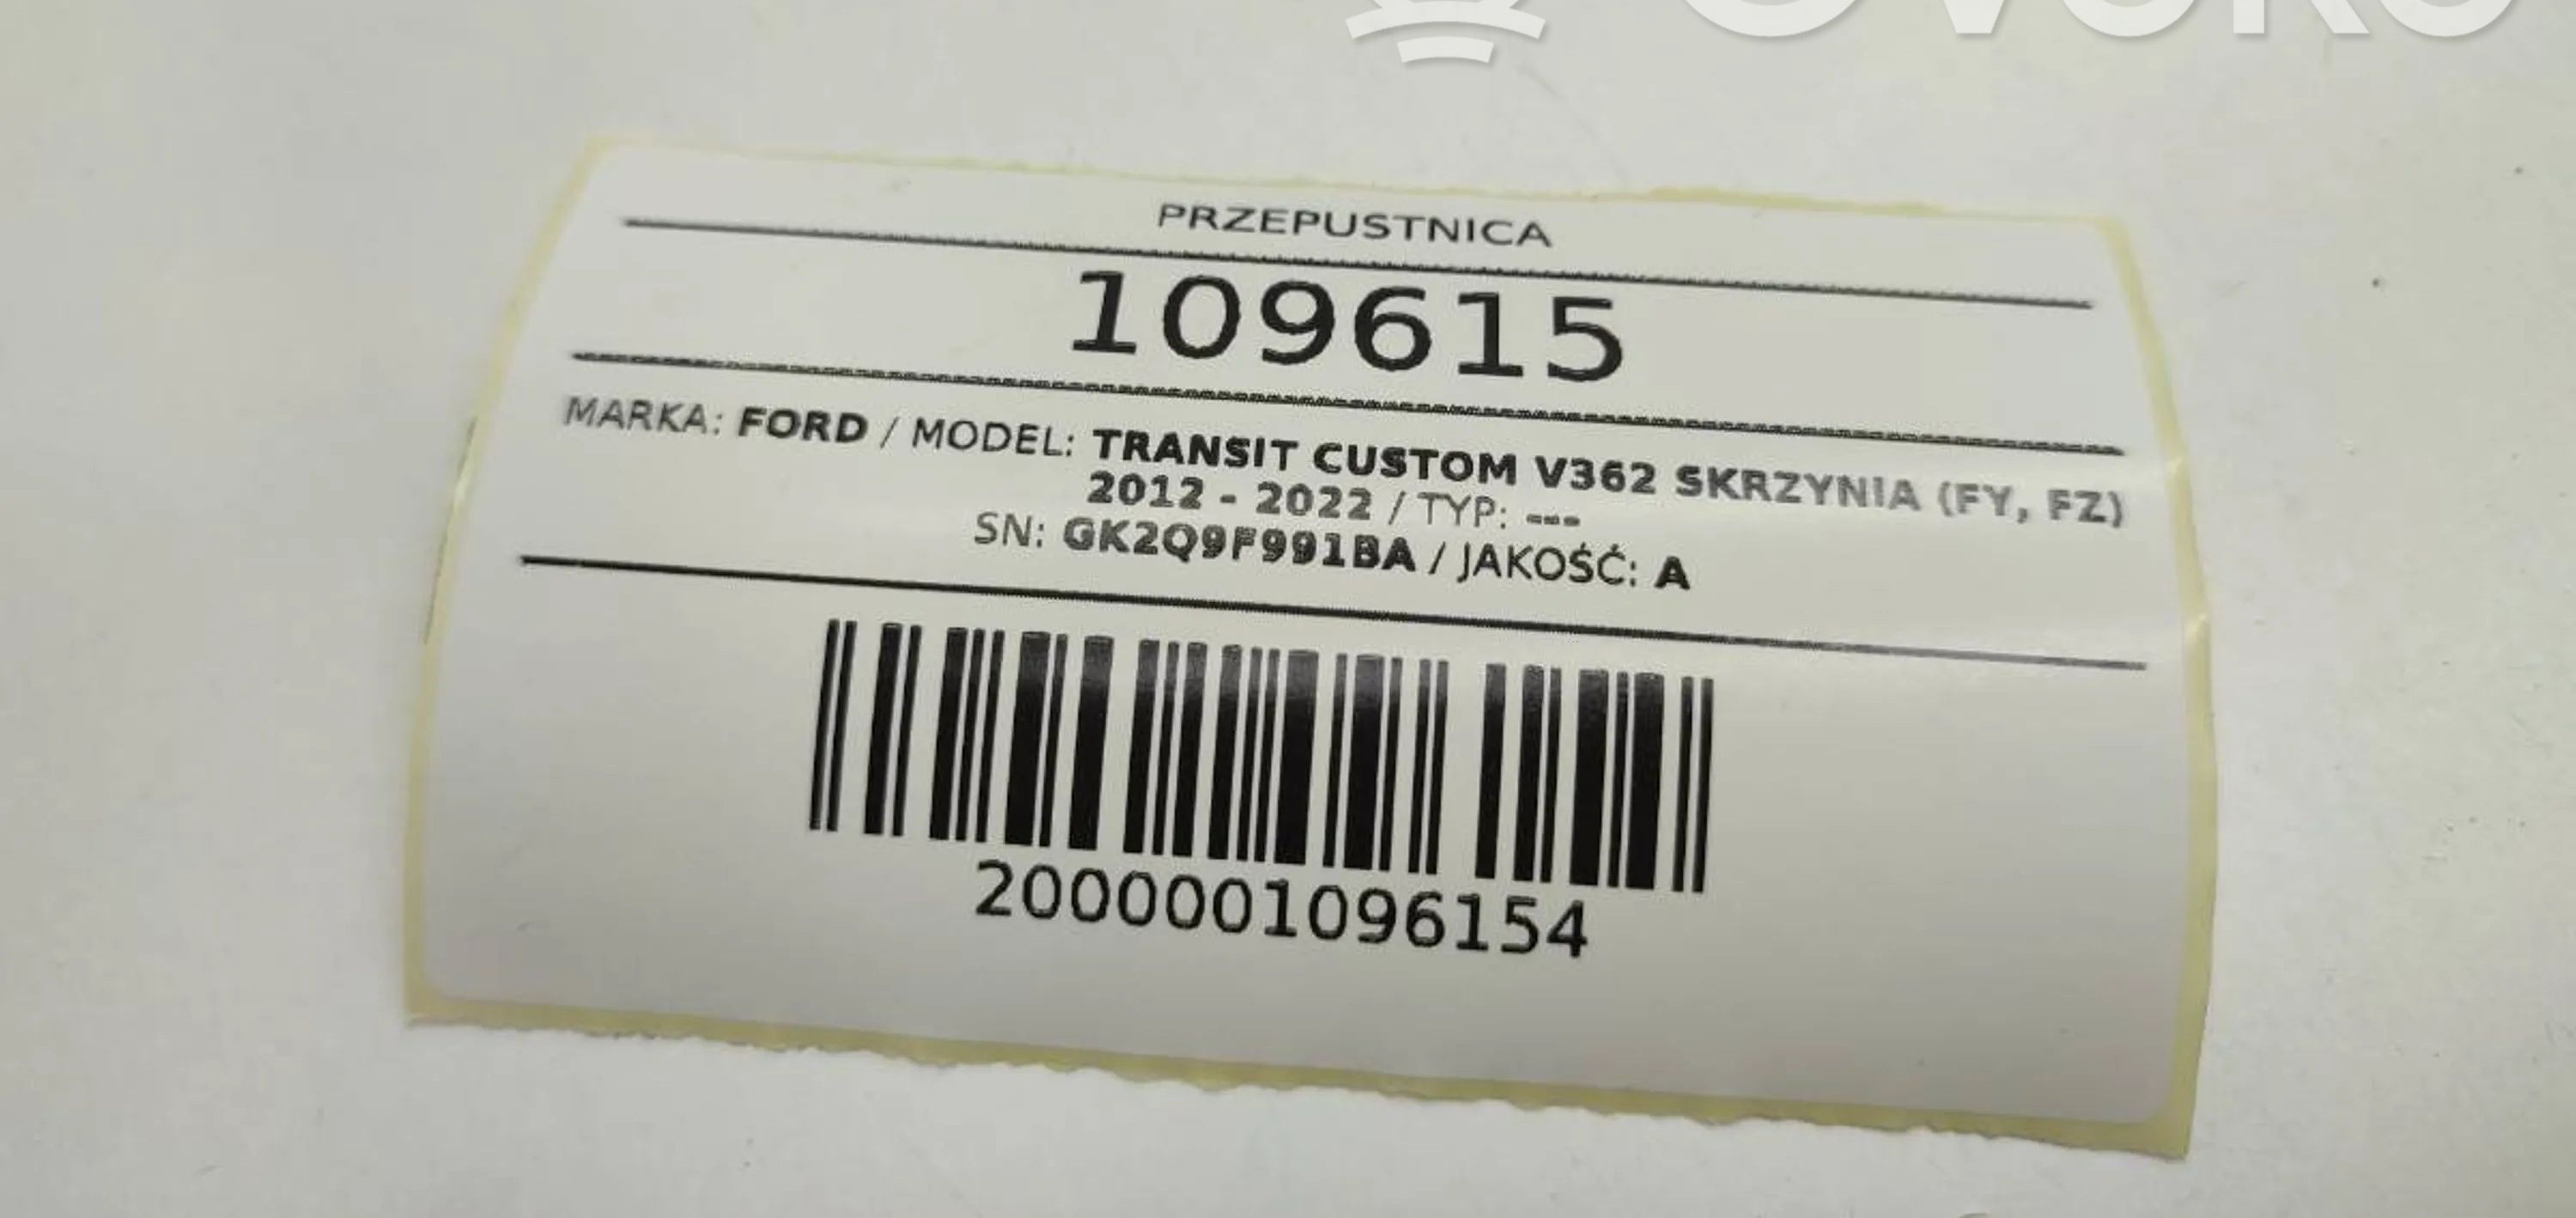 PRZEPUSTNICA
109615
MARKA: FORD / MODEL: TRANSIT CUSTOM V362 SKRZYNIA (FY, FZ)
2012 - 2022 / TYP: ---
SN: GK2Q9F991BA / JAKOŚĆ: A
2000001096154